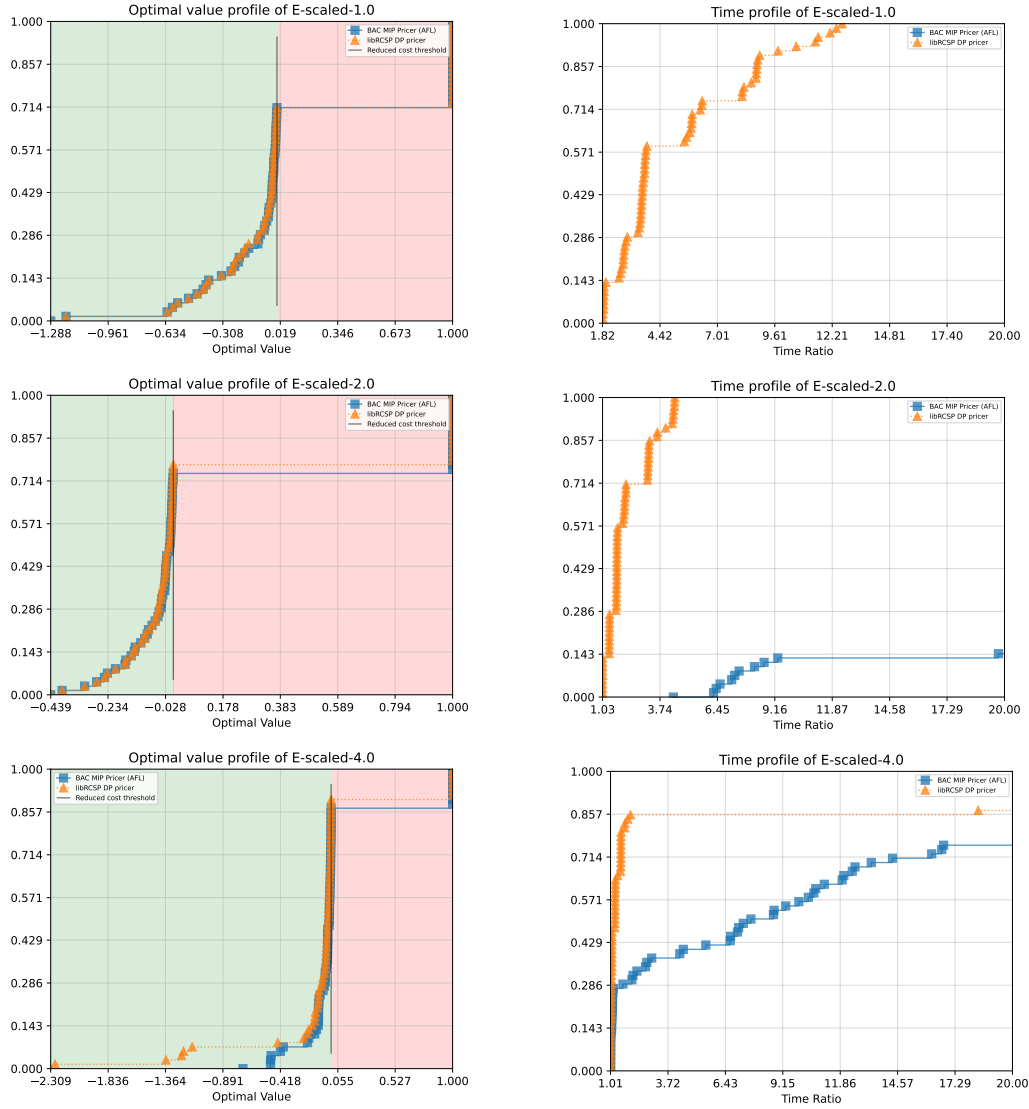 Optimal value profile of E-scaled-1.0
1.000
0.857
0.714
0.571
0.429
0.286
0.143
0.000
−1.288 −0.961 −0.634 −0.308 0.019 0.346 0.673 1.000
Optimal Value
BAC MIP Pricer (AFL)
libRCSP DP pricer
Reduced cost threshold
Time profile of E-scaled-1.0
1.000
0.857
0.714
0.571
0.429
0.286
0.143
0.000
1.82 4.42 7.01 9.61 12.21 14.81 17.40 20.00
Time Ratio
BAC MIP Pricer (AFL)
libRCSP DP pricer
Optimal value profile of E-scaled-2.0
1.000
0.857
0.714
0.571
0.429
0.286
0.143
0.000
−0.439 −0.234 −0.028 0.178 0.383 0.589 0.794 1.000
Optimal Value
BAC MIP Pricer (AFL)
libRCSP DP pricer
Reduced cost threshold
Time profile of E-scaled-2.0
1.000
0.857
0.714
0.571
0.429
0.286
0.143
0.000
1.03 3.74 6.45 9.16 11.87 14.58 17.29 20.00
Time Ratio
BAC MIP Pricer (AFL)
libRCSP DP pricer
Optimal value profile of E-scaled-4.0
1.000
0.857
0.714
0.571
0.429
0.286
0.143
0.000
−2.309 −1.836 −1.364 −0.891 −0.418 0.055 0.527 1.000
Optimal Value
BAC MIP Pricer (AFL)
libRCSP DP pricer
Reduced cost threshold
Time profile of E-scaled-4.0
1.000
0.857
0.714
0.571
0.429
0.286
0.143
0.000
1.01 3.72 6.43 9.15 11.86 14.57 17.29 20.00
Time Ratio
BAC MIP Pricer (AFL)
libRCSP DP pricer